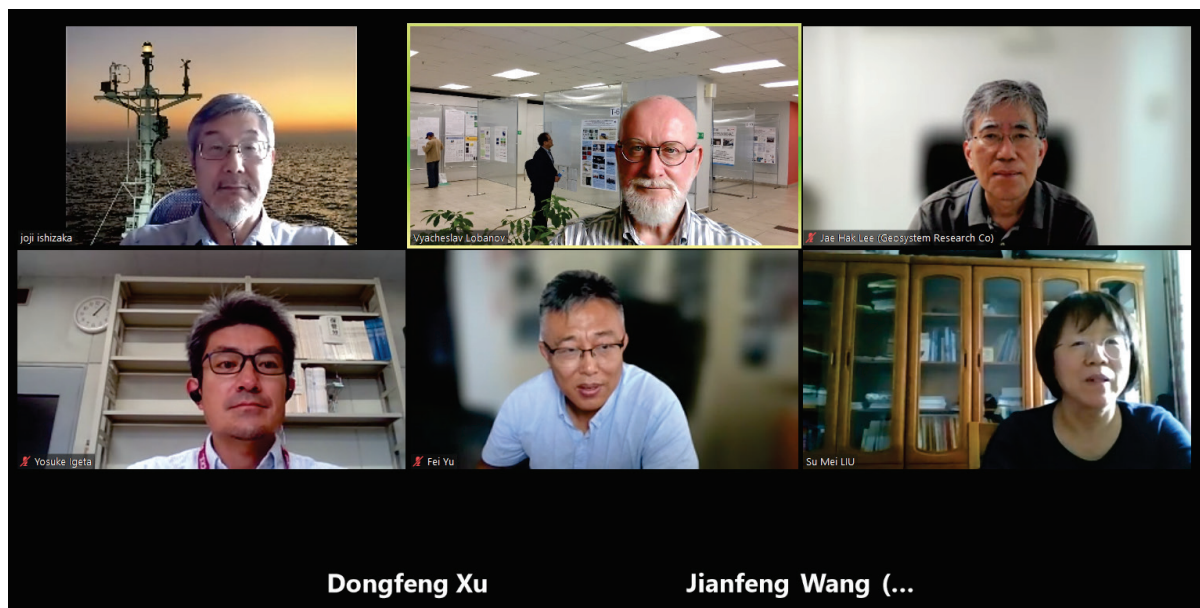 joji ishizaka
Vyacheslav Lobanov
Jae Hak Lee (Geosystem Research Co)
Yosuke Igeta
Fei Yu
Su Mei LIU
Dongfeng Xu
Jianfeng Wang (...